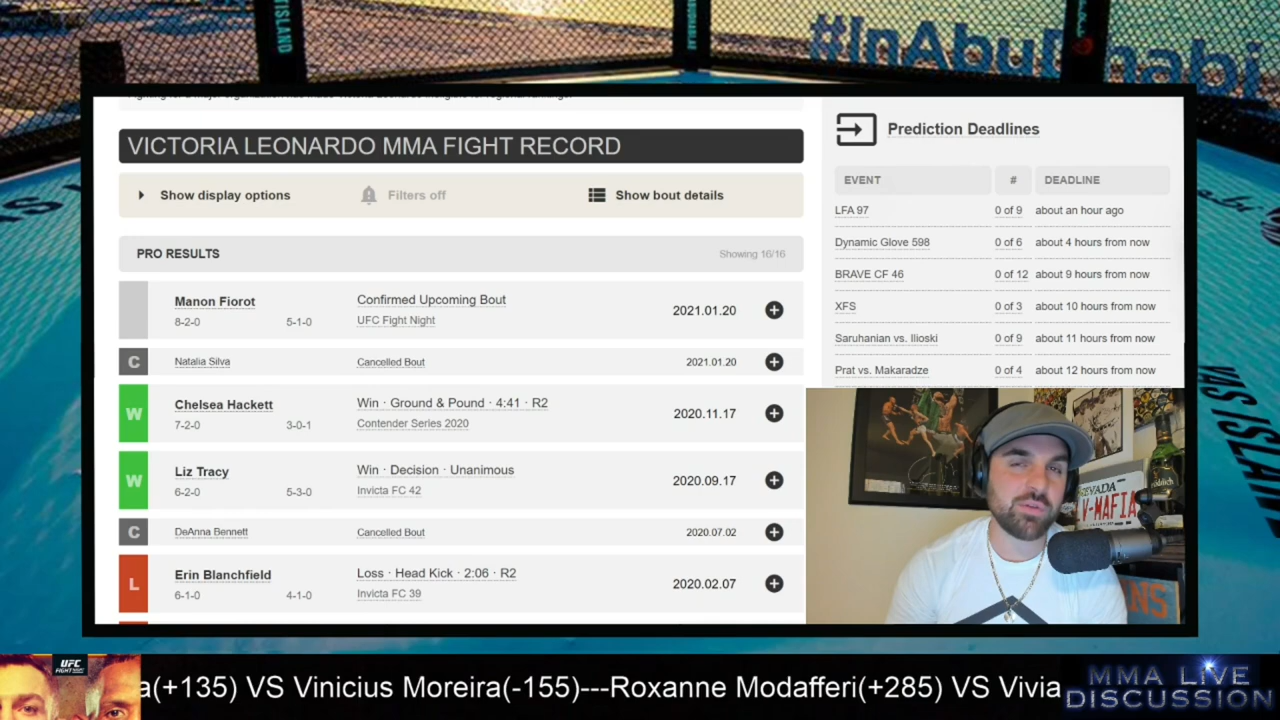 #InAbuDhabi
VICTORIA LEONARDO MMA FIGHT RECORD
Show display options
Filters off
Show bout details
PRO RESULTS
Showing 16/16
Manon Fiorot
Confirmed Upcoming Bout
8-2-0
5-1-0
UFC Fight Night
2021.01.20
C
Natalia Silva
Cancelled Bout
2021.01.20
W
Chelsea Hackett
Win · Ground & Pound · 4:41 · R2
7-2-0
3-0-1
Contender Series 2020
2020.11.17
W
Liz Tracy
Win · Decision · Unanimous
6-2-0
5-3-0
Invicta FC 42
2020.09.17
C
DeAnna Bennett
Cancelled Bout
2020.07.02
L
Erin Blanchfield
Loss · Head Kick · 2:06 · R2
6-1-0
4-1-0
Invicta FC 39
2020.02.07
Prediction Deadlines
EVENT # DEADLINE
LFA 97 0 of 9 about an hour ago
Dynamic Glove 598 0 of 6 about 4 hours from now
BRAVE CF 46 0 of 12 about 9 hours from now
XFS 0 of 3 about 10 hours from now
Saruhanian vs. Ilioski 0 of 9 about 11 hours from now
Prat vs. Makaradze 0 of 4 about 12 hours from now
NEVADA
V-MAFIA
NS
YAS ISLAND
UFC
FIGHT NIGHT
a(+135) VS Vinicius Moreira(-155)---Roxanne Modafferi(+285) VS Vivia
MMA LIVE
DISCUSSION